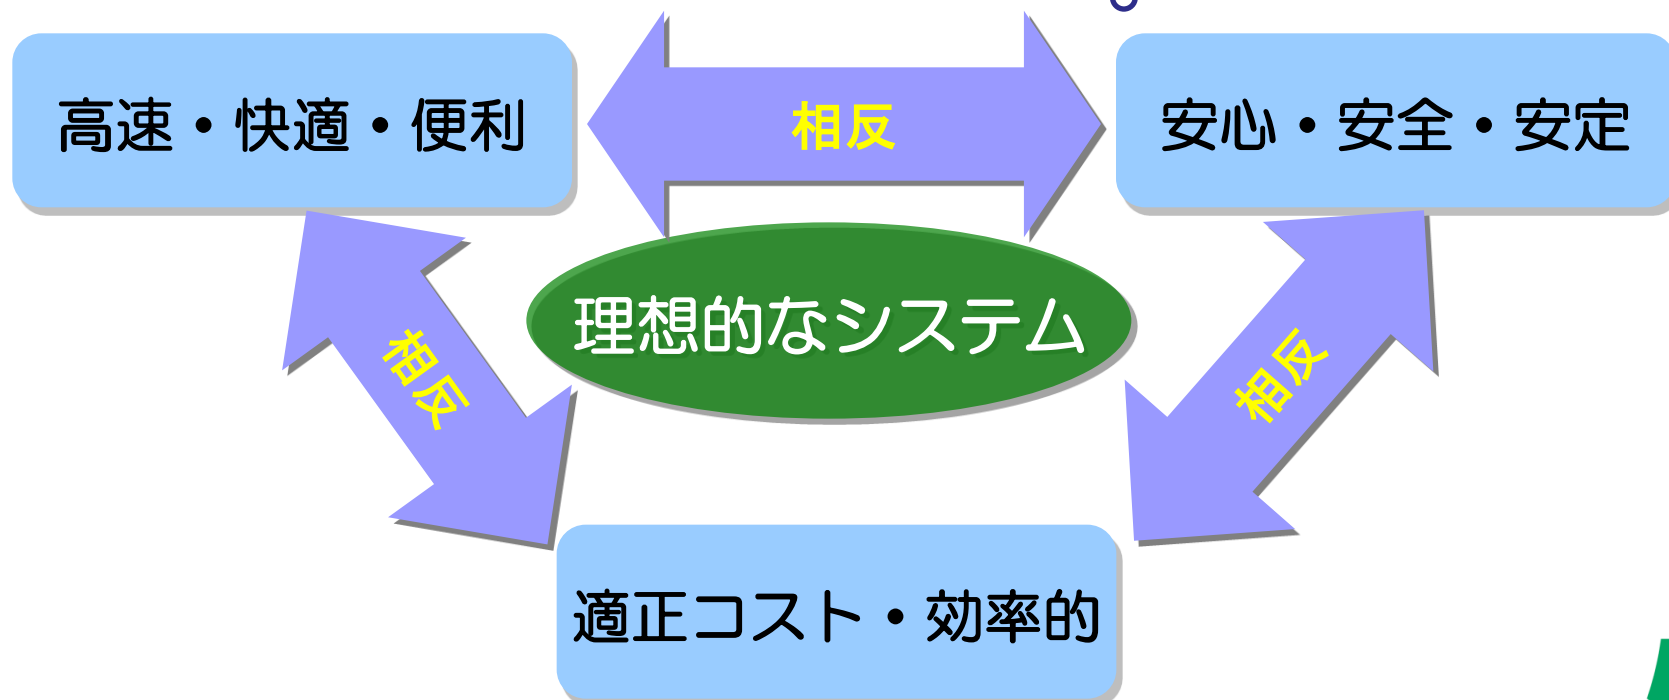 。
高速・快適・便利
相反
安心・安全・安定
理想的なシステム
相反
相反
適正コスト・効率的